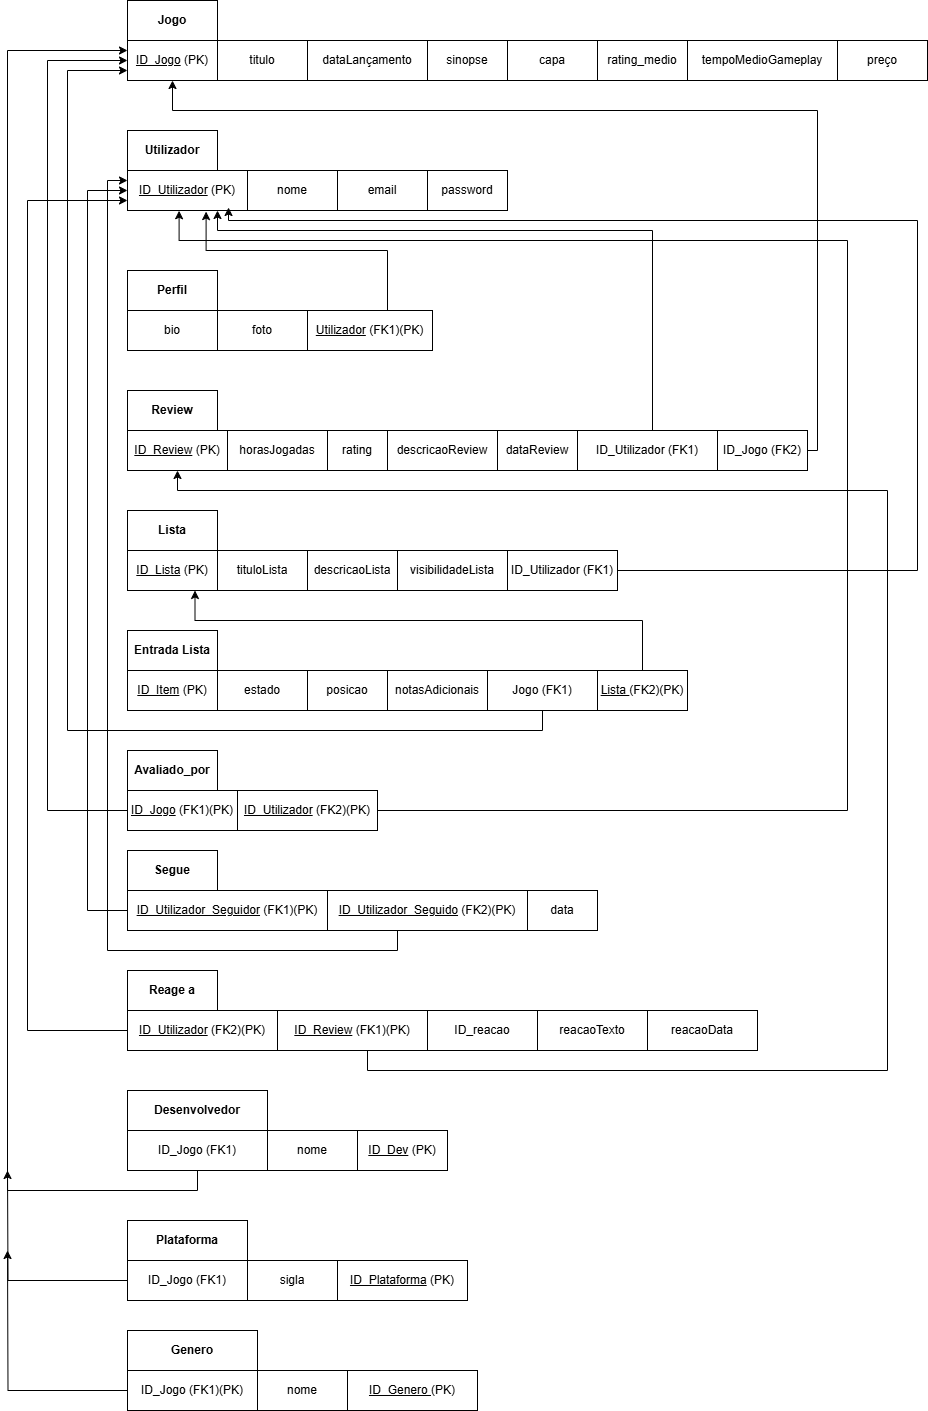 Jogo
ID_Jogo (PK) titulo dataLançamento sinopse capa rating_medio tempoMedioGameplay preço
Utilizador
ID_Utilizador (PK) nome email password
Perfil
bio foto Utilizador (FK1)(PK)
Review
ID_Review (PK) horasJogadas rating descricaoReview dataReview ID_Utilizador (FK1) ID_Jogo (FK2)
Lista
ID_Lista (PK) tituloLista descricaoLista visibilidadeLista ID_Utilizador (FK1)
Entrada Lista
ID_Item (PK) estado posicao notasAdicionais Jogo (FK1) Lista (FK2)(PK)
Avaliado_por
ID_Jogo (FK1)(PK) ID_Utilizador (FK2)(PK)
Segue
ID_Utilizador_Seguidor (FK1)(PK) ID_Utilizador_Seguido (FK2)(PK) data
Reage a
ID_Utilizador (FK2)(PK) ID_Review (FK1)(PK) ID_reacao reacaoTexto reacaoData
Desenvolvedor
ID_Jogo (FK1) nome ID_Dev (PK)
Plataforma
ID_Jogo (FK1) sigla ID_Plataforma (PK)
Genero
ID_Jogo (FK1)(PK) nome ID_Genero (PK)